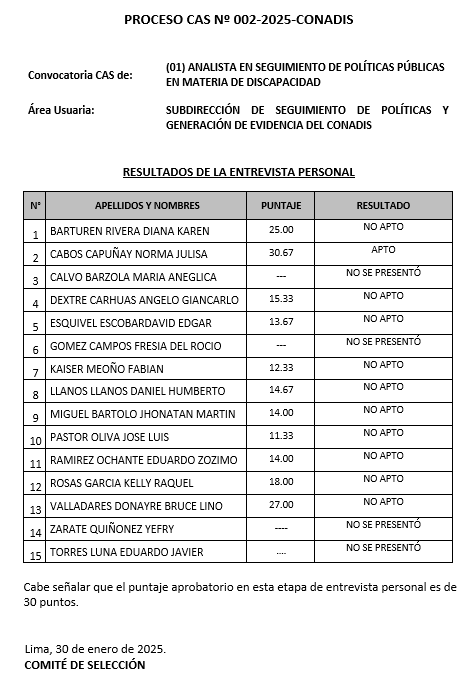 PROCESO CAS Nº 002-2025-CONADIS
Convocatoria CAS de: (01) ANALISTA EN SEGUIMIENTO DE POLÍTICAS PÚBLICAS
EN MATERIA DE DISCAPACIDAD
Área Usuaria: SUBDIRECCIÓN DE SEGUIMIENTO DE POLÍTICAS Y
GENERACIÓN DE EVIDENCIA DEL CONADIS
RESULTADOS DE LA ENTREVISTA PERSONAL
N° APELLIDOS Y NOMBRES PUNTAJE RESULTADO
1 BARTUREN RIVERA DIANA KAREN 25.00 NO APTO
2 CABOS CAPUÑAY NORMA JULISA 30.67 APTO
3 CALVO BARZOLA MARIA ANEGLICA --- NO SE PRESENTÓ
4 DEXTRE CARHUAS ANGELO GIANCARLO 15.33 NO APTO
5 ESQUIVEL ESCOBARDAVID EDGAR 13.67 NO APTO
6 GOMEZ CAMPOS FRESIA DEL ROCIO --- NO SE PRESENTÓ
7 KAISER MEOÑO FABIAN 12.33 NO APTO
8 LLANOS LLANOS DANIEL HUMBERTO 14.67 NO APTO
9 MIGUEL BARTOLO JHONATAN MARTIN 14.00 NO APTO
10 PASTOR OLIVA JOSE LUIS 11.33 NO APTO
11 RAMIREZ OCHANTE EDUARDO ZOZIMO 14.00 NO APTO
12 ROSAS GARCIA KELLY RAQUEL 18.00 NO APTO
13 VALLADARES DONAYRE BRUCE LINO 27.00 NO APTO
14 ZARATE QUIÑONEZ YEFRY ---- NO SE PRESENTÓ
15 TORRES LUNA EDUARDO JAVIER .... NO SE PRESENTÓ
Cabe señalar que el puntaje aprobatorio en esta etapa de entrevista personal es de
30 puntos.
Lima, 30 de enero de 2025.
COMITÉ DE SELECCIÓN